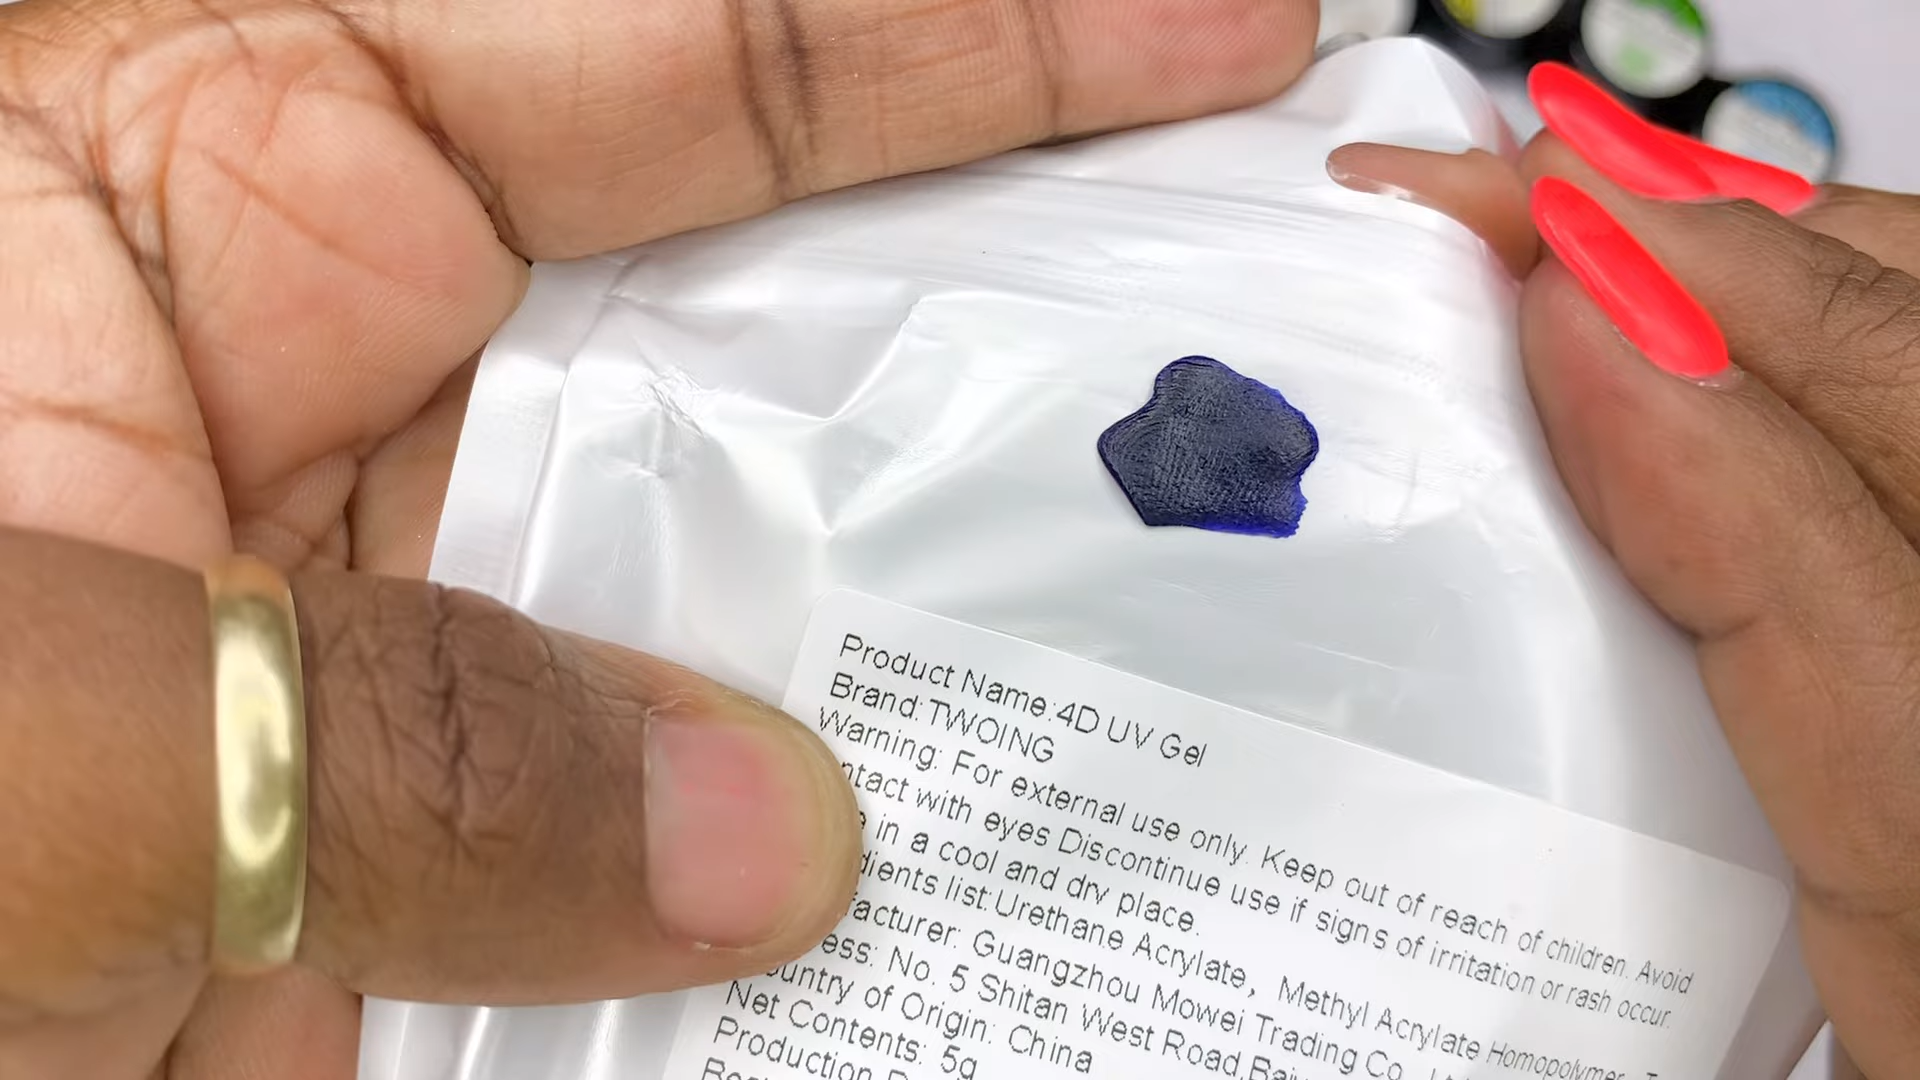 Product Name:4D UV Gel
Brand:TWOING
Warning: For external use only. Keep out of reach of children. Avoid
ntact with eyes Discontinue use if signs of irritation or rash occur.
in a cool and dry place.
dients list:Urethane Acrylate, Methyl Acrylate Homopolymer
facturer: Guangzhou Mowei Trading Co
ess: No. 5 Shitan West Road,Baiy
untry of Origin: China
Net Contents: 5g
Production